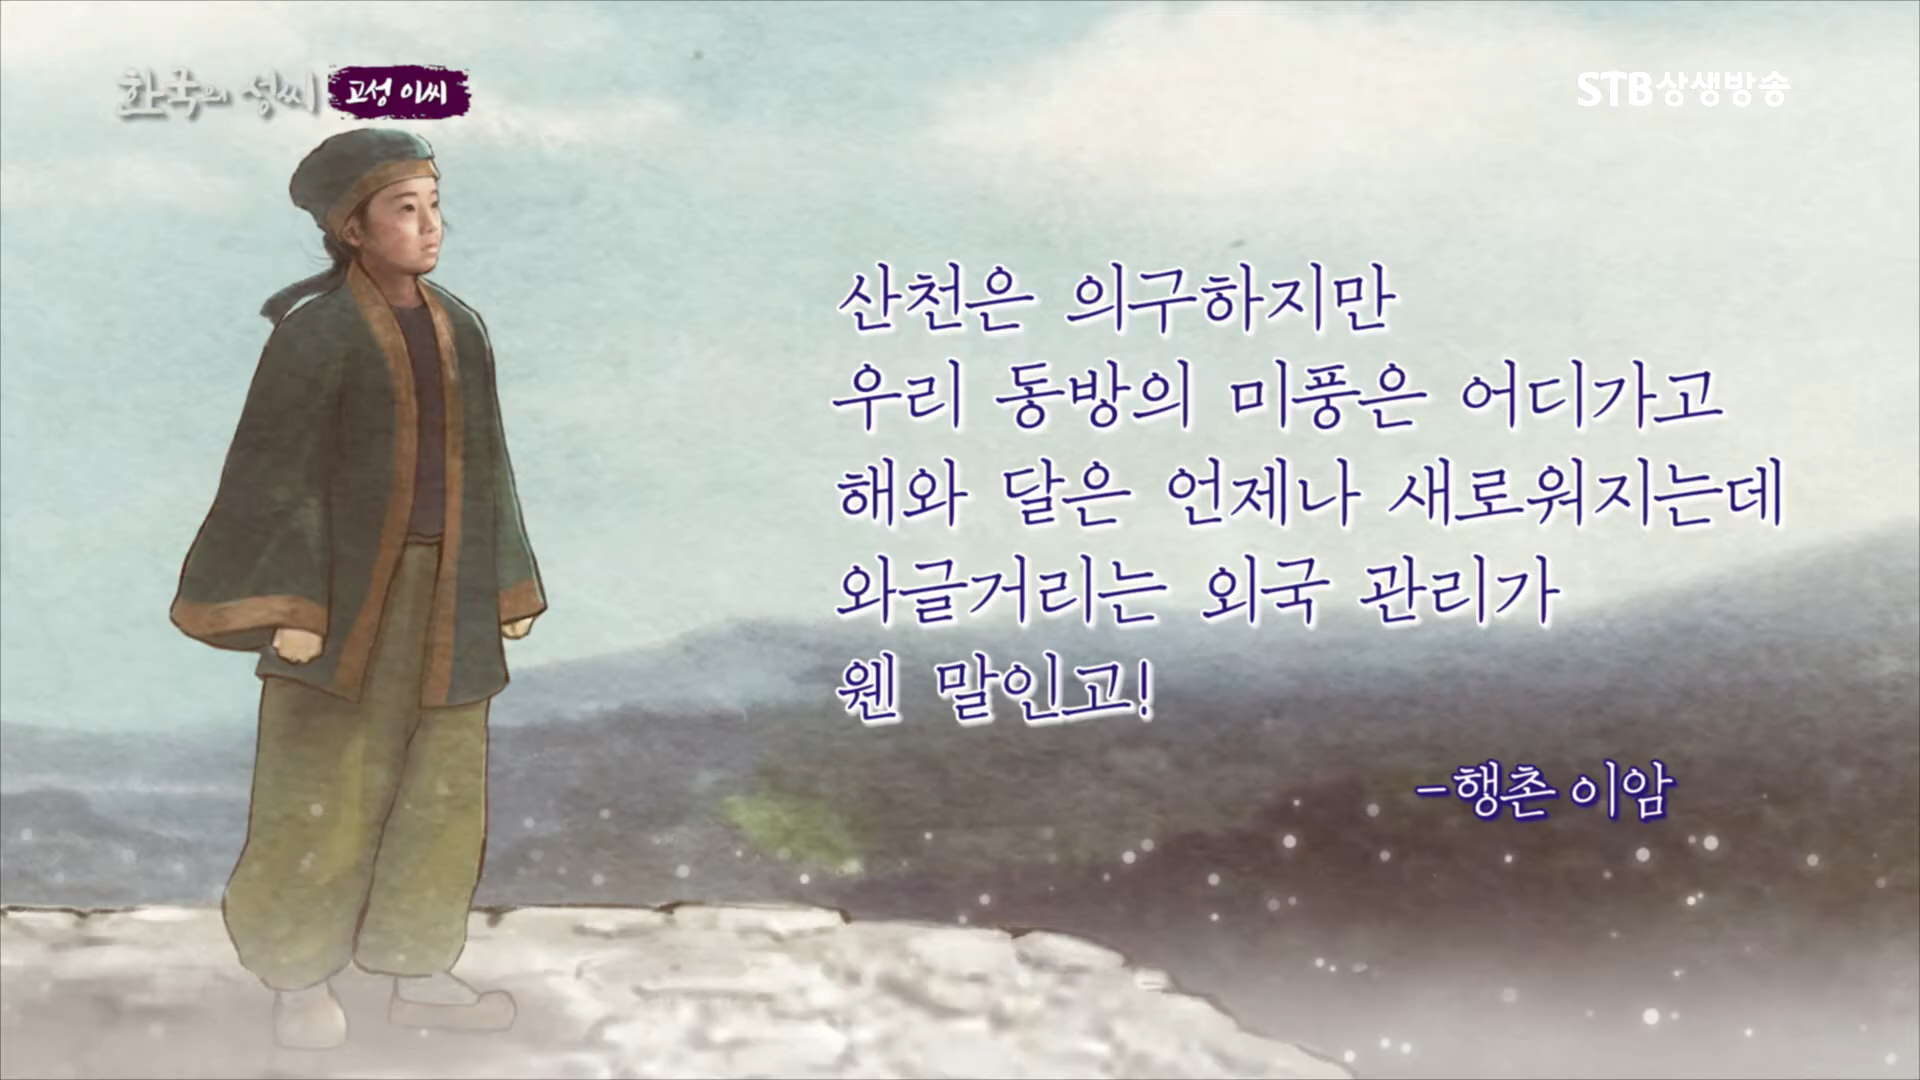 한국의 성씨 고성 이씨
STB상생방송
산천은 의구하지만
우리 동방의 미풍은 어디가고
해와 달은 언제나 새로워지는데
와글거리는 외국 관리가
웬 말인고!
-행촌 이암